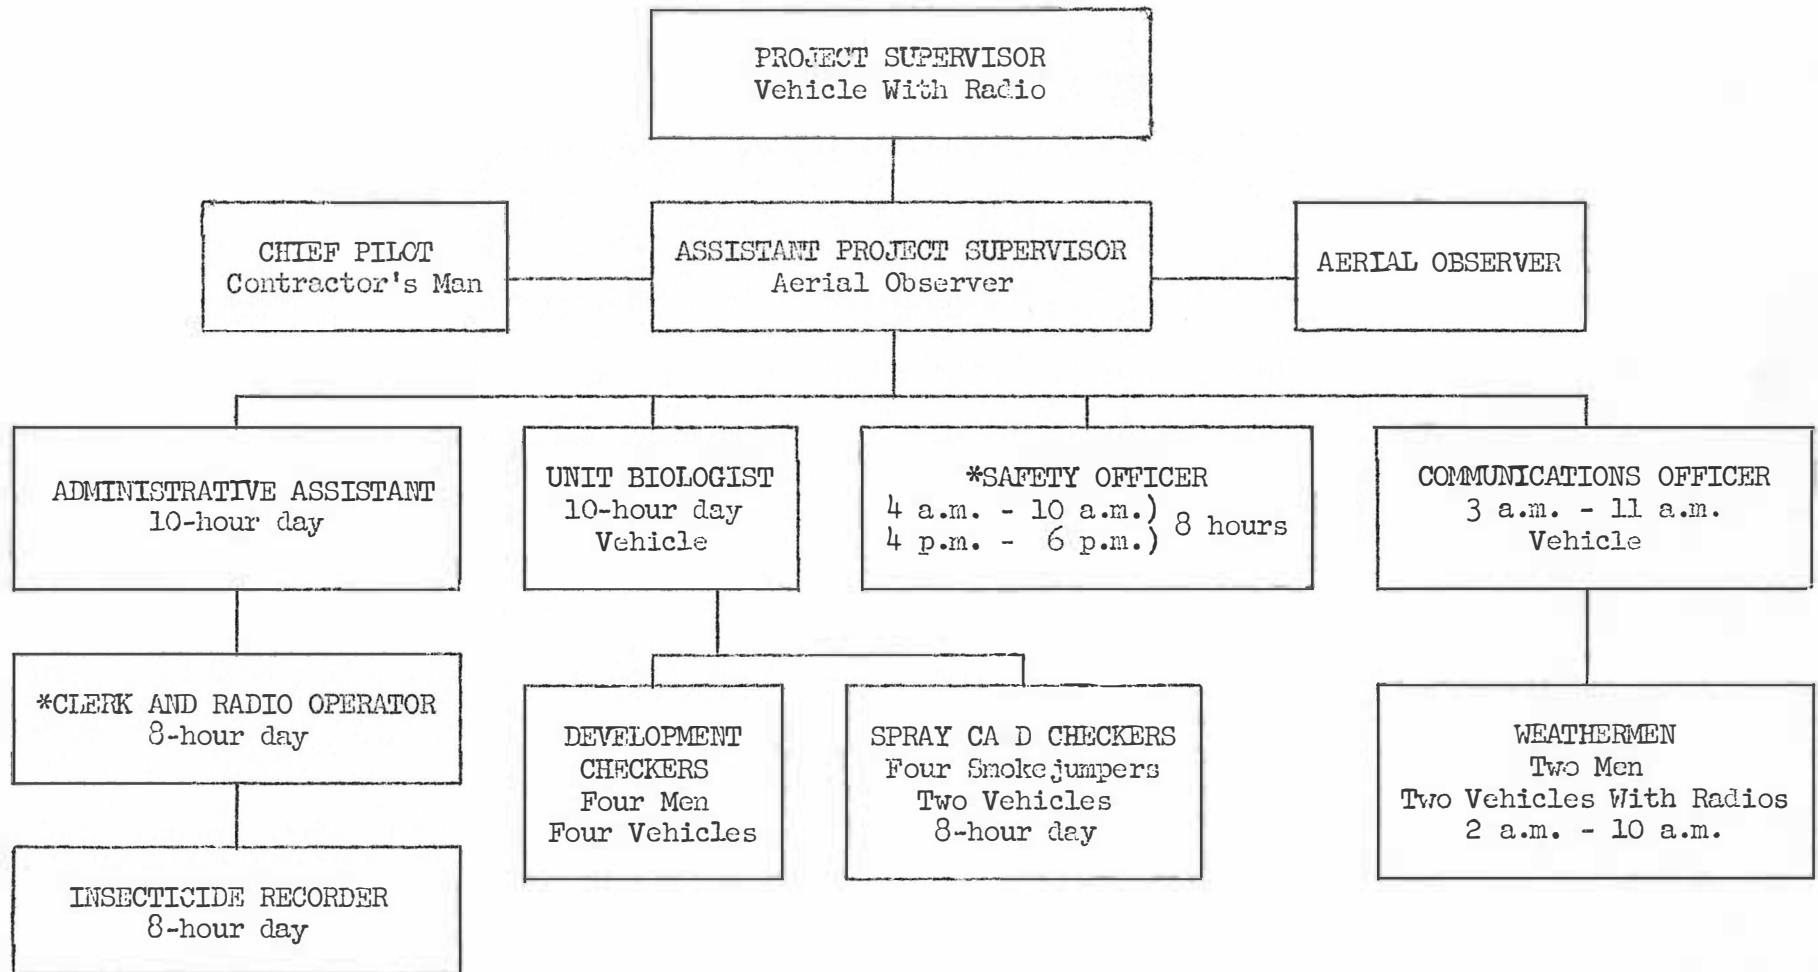 PROJECT SUPERVISOR
Vehicle With Radio
CHIEF PILOT
Contractor's Man
ASSISTANT PROJECT SUPERVISOR
Aerial Observer
AERIAL OBSERVER
ADMINISTRATIVE ASSISTANT
10-hour day
UNIT BIOLOGIST
10-hour day
Vehicle
*SAFETY OFFICER
4 a.m. - 10 a.m.) 8 hours
4 p.m. - 6 p.m.)
COMMUNICATIONS OFFICER
3 a.m. - 11 a.m.
Vehicle
*CLERK AND RADIO OPERATOR
8-hour day
DEVELOPMENT
CHECKERS
Four Men
Four Vehicles
SPRAY CA D CHECKERS
Four Smokejumpers
Two Vehicles
8-hour day
WEATHERMEN
Two Men
Two Vehicles With Radios
2 a.m. - 10 a.m.
INSECTICIDE RECORDER
8-hour day